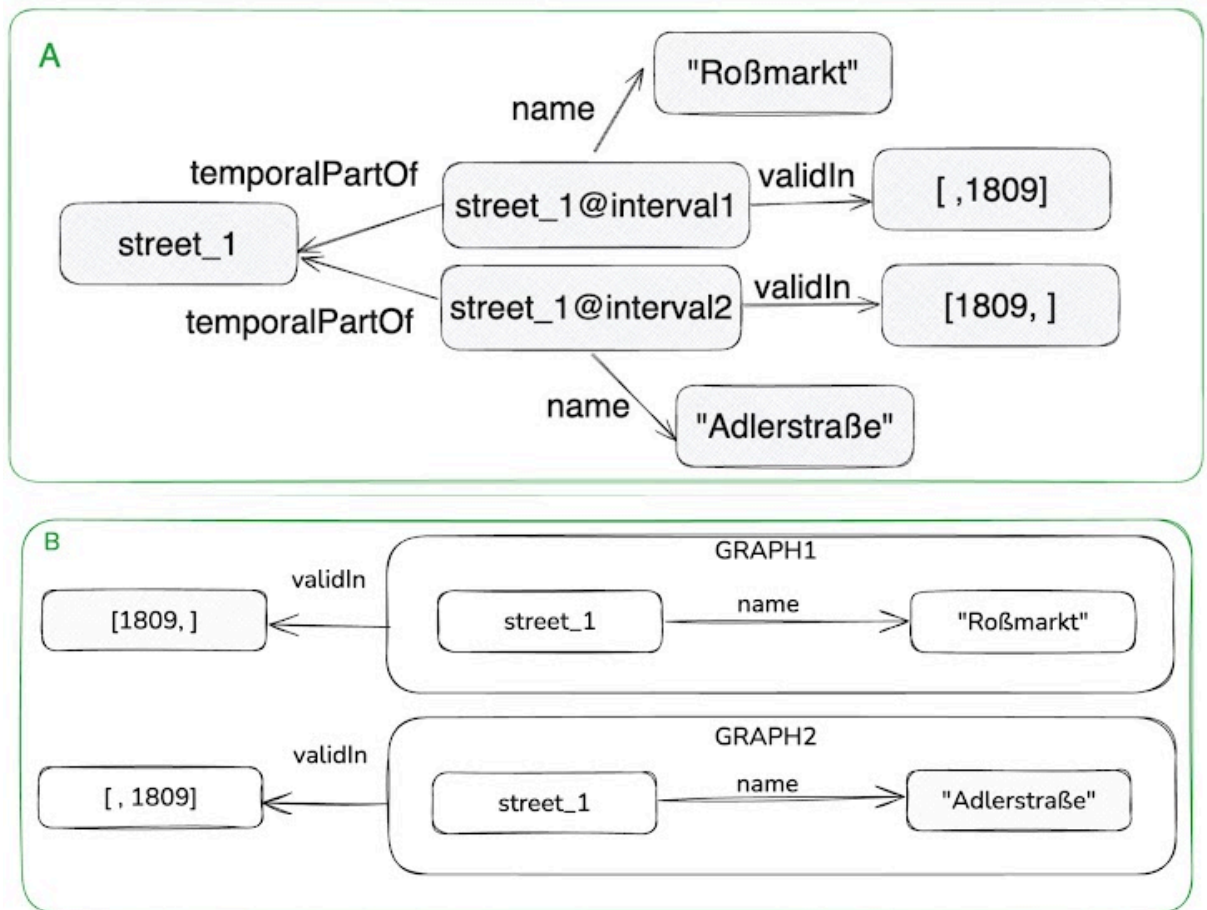 A
"Roßmarkt"
name
temporalPartOf
street_1@interval1
validIn
[ ,1809]
street_1
temporalPartOf
street_1@interval2
validIn
[1809, ]
name
"Adlerstraße"
B
GRAPH1
validIn
[1809, ]
street_1
name
"Roßmarkt"
GRAPH2
validIn
[ , 1809]
street_1
name
"Adlerstraße"